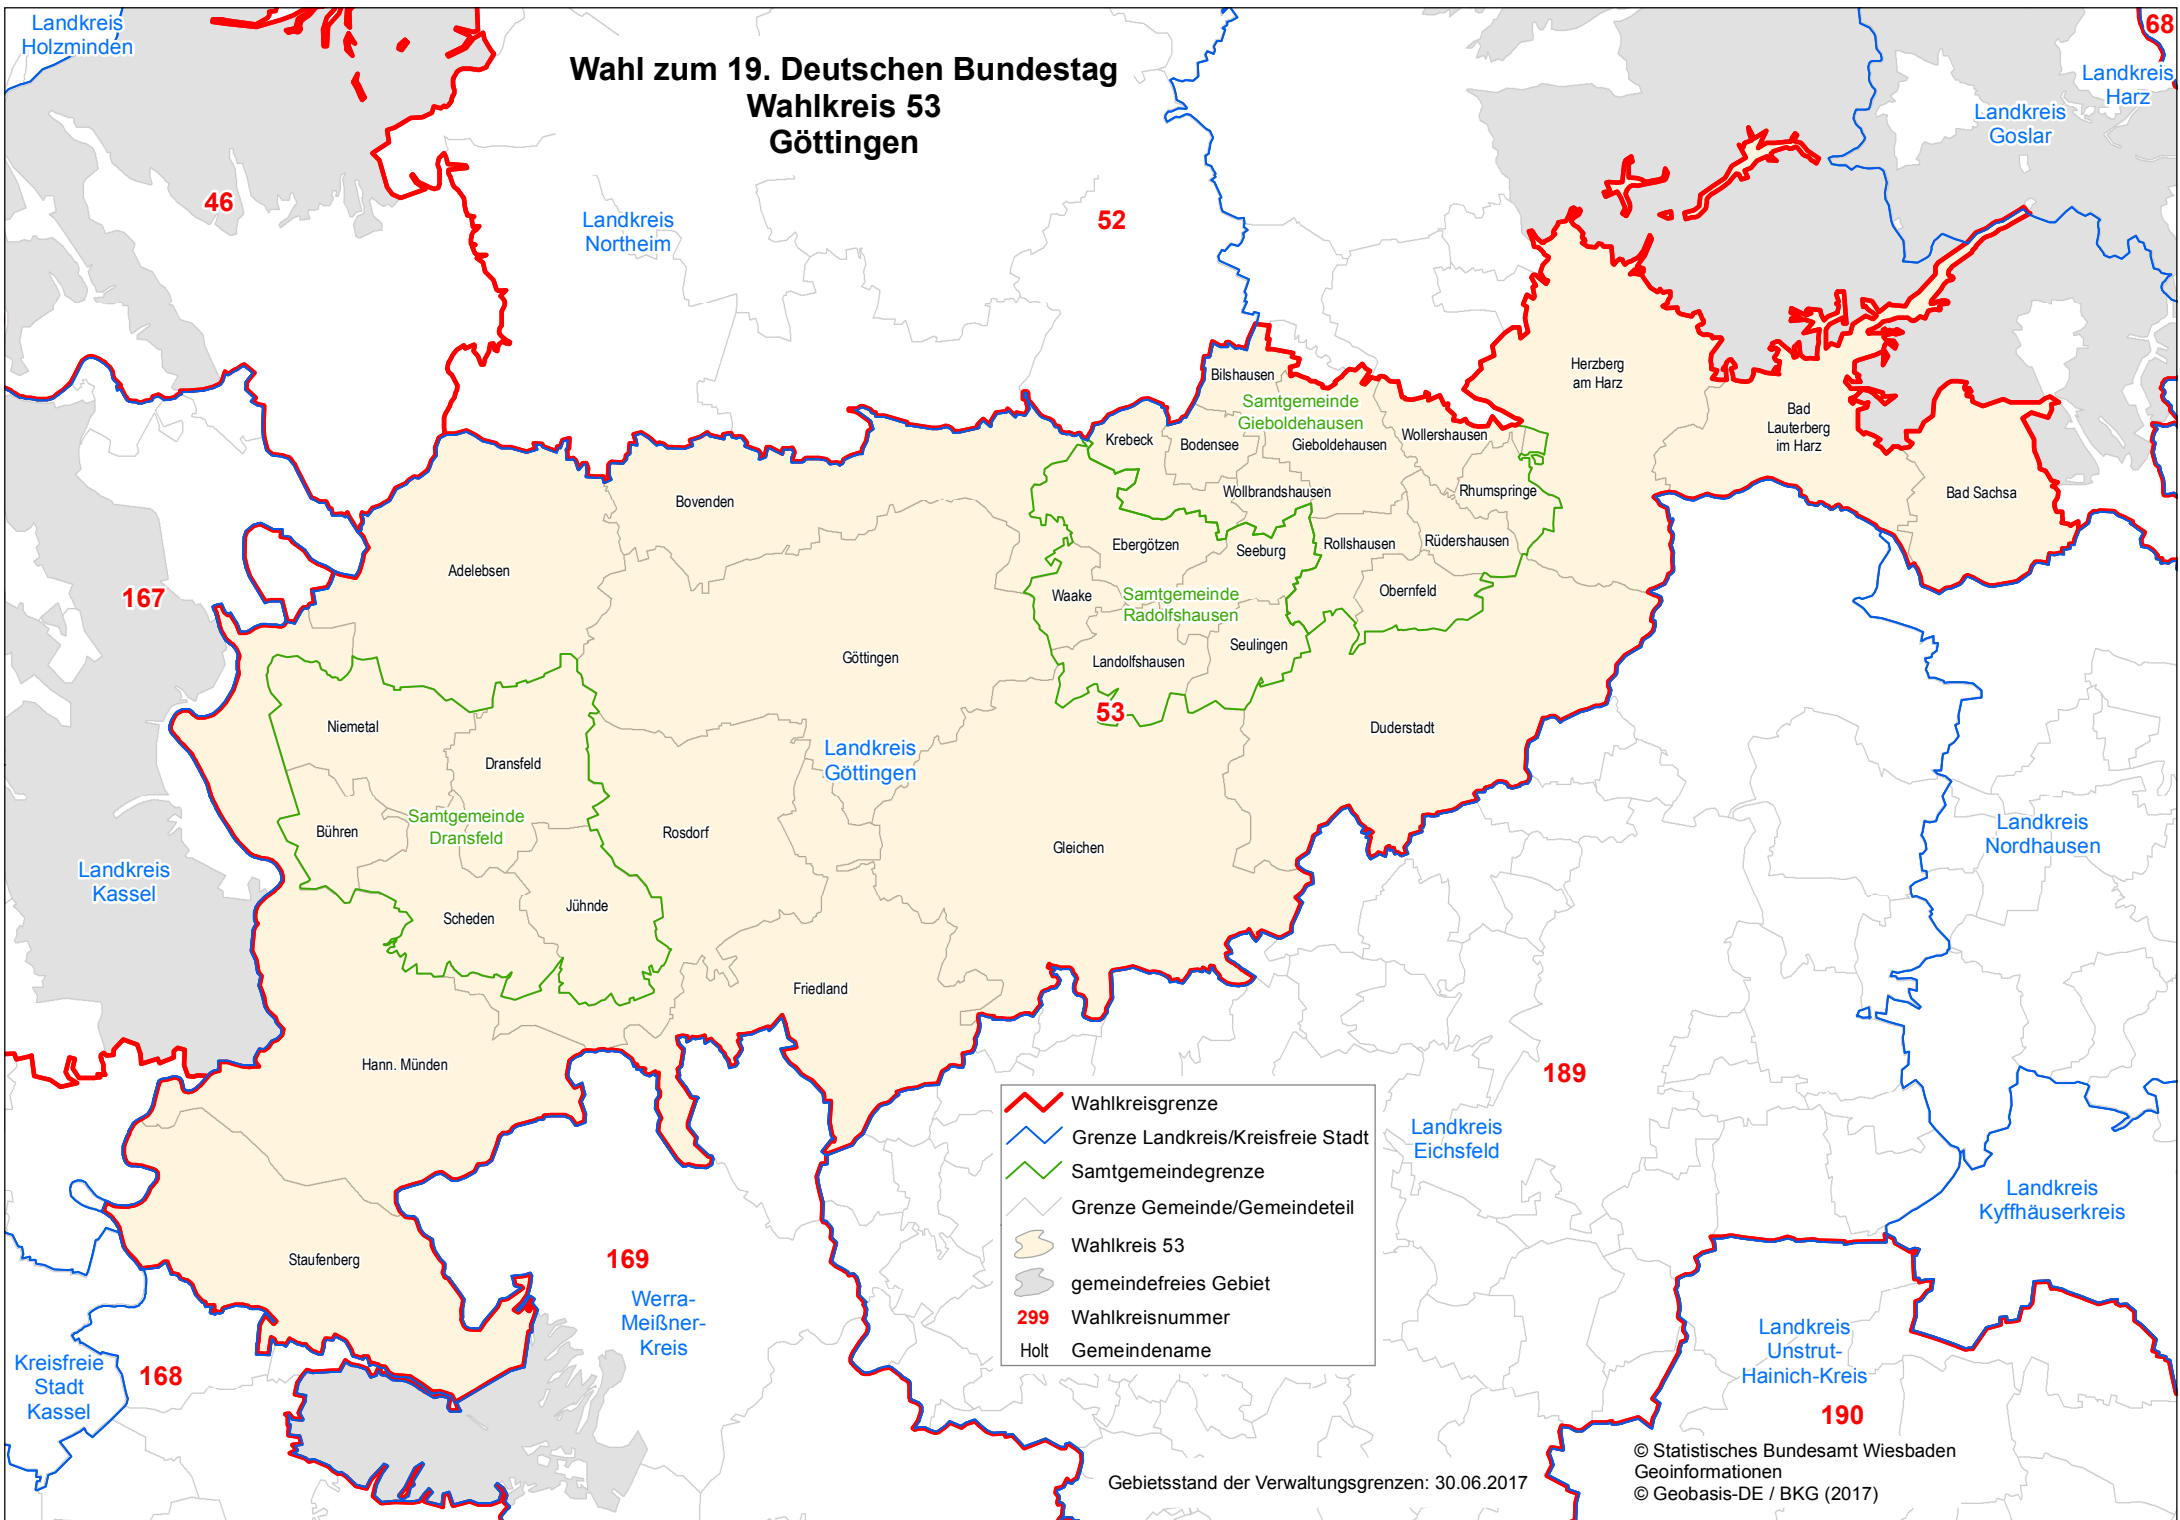 Wahl zum 19. Deutschen Bundestag
Wahlkreis 53
Göttingen
Landkreis
Holzminden
68
Landkreis
Harz
Landkreis
Goslar
46
Landkreis
Northeim
52
Herzberg
am Harz
Bad
Lauterberg
im Harz
Bad Sachsa
Bilshausen
Samtgemeinde
Gieboldehausen
Krebeck
Bodensee
Gieboldehausen
Wollershausen
Wollbrandshausen
Rhumspringe
Bovenden
Ebergötzen
Seeburg
Rollshausen
Rüdershausen
Adelebsen
167
Waake
Samtgemeinde
Radolfshausen
Obernfeld
Göttingen
Landolfshausen
Seulingen
53
Niemetal
Dransfeld
Landkreis
Göttingen
Duderstadt
Samtgemeinde
Dransfeld
Bühren
Rosdorf
Gleichen
Landkreis
Nordhausen
Landkreis
Kassel
Scheden
Jühnde
Friedland
Hann. Münden
189
Landkreis
Eichsfeld
Landkreis
Kyffhäuserkreis
Staufenberg
169
Werra-
Meißner-
Kreis
Kreisfreie
Stadt
Kassel
168
Landkreis
Unstrut-
Hainich-Kreis
190
Wahlkreisgrenze
Grenze Landkreis/Kreisfreie Stadt
Samtgemeindegrenze
Grenze Gemeinde/Gemeindeteil
Wahlkreis 53
gemeindefreies Gebiet
299 Wahlkreisnummer
Holt Gemeindename
Gebietsstand der Verwaltungsgrenzen: 30.06.2017
© Statistisches Bundesamt Wiesbaden
Geoinformationen
© Geobasis-DE / BKG (2017)